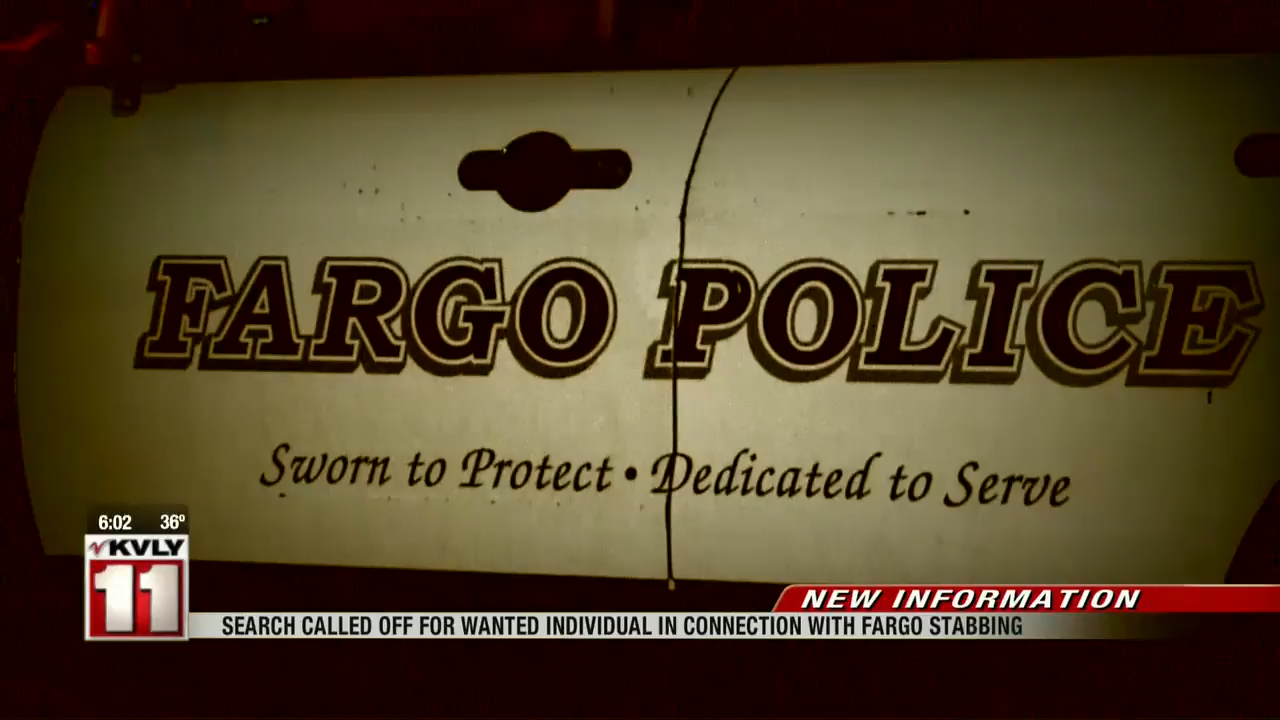 FARGO POLICE
Sworn to Protect • Dedicated to Serve
6:02 36°
KVLY
11
NEW INFORMATION
SEARCH CALLED OFF FOR WANTED INDIVIDUAL IN CONNECTION WITH FARGO STABBING